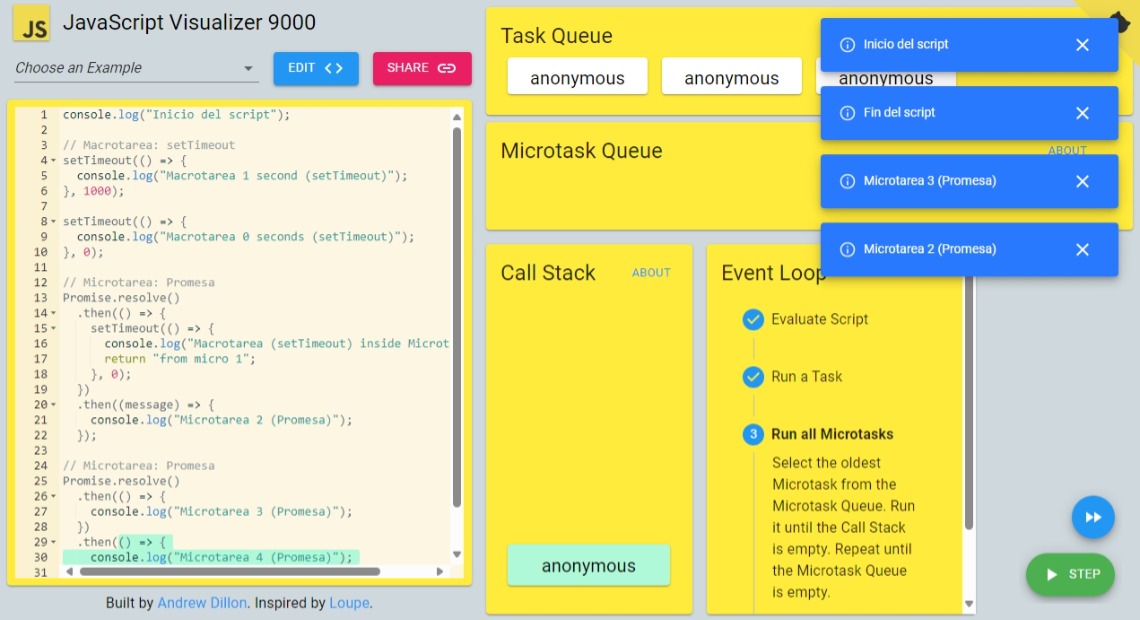 JS
JavaScript Visualizer 9000
Choose an Example
EDIT <>
SHARE
1 console.log("Inicio del script");
2
3 // Macrotarea: setTimeout
4 setTimeout(() => {
5 console.log("Macrotarea 1 second (setTimeout)");
6 }, 1000);
7
8 setTimeout(() => {
9 console.log("Macrotarea 0 seconds (setTimeout)");
10 }, 0);
11
12 // Microtarea: Promesa
13 Promise.resolve()
14 .then(() => {
15 setTimeout(() => {
16 console.log("Macrotarea (setTimeout) inside Microt
17 return "from micro 1";
18 }, 0);
19 })
20 .then((message) => {
21 console.log("Microtarea 2 (Promesa)");
22 });
23
24 // Microtarea: Promesa
25 Promise.resolve()
26 .then(() => {
27 console.log("Microtarea 3 (Promesa)");
28 })
29 .then(() => {
30 console.log("Microtarea 4 (Promesa)");
31
Built by Andrew Dillon. Inspired by Loupe.
Task Queue
anonymous
anonymous
anonymous
Microtask Queue
ABOUT
Call Stack
ABOUT
anonymous
Event Loop
Evaluate Script
Run a Task
3 Run all Microtasks
Select the oldest
Microtask from the
Microtask Queue. Run
it until the Call Stack
is empty. Repeat until
the Microtask Queue
is empty.
Inicio del script
Fin del script
Microtarea 3 (Promesa)
Microtarea 2 (Promesa)
STEP